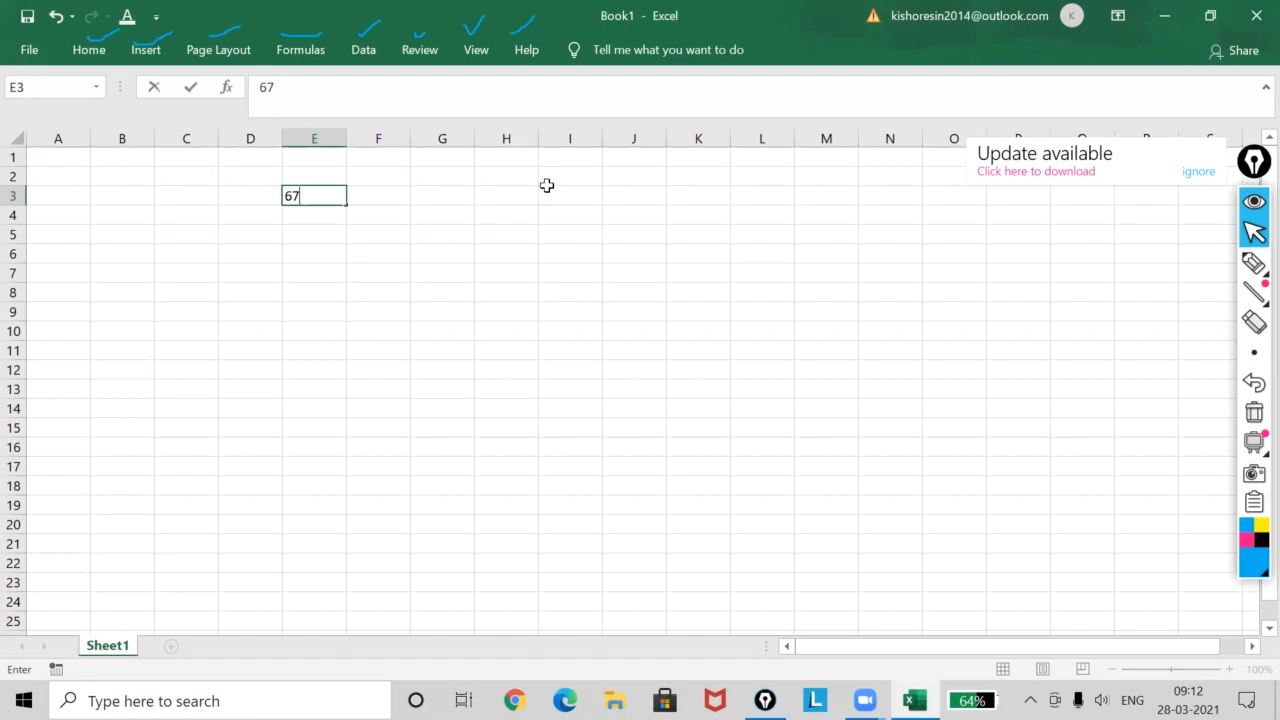 Book1 - Excel
kishoresin2014@outlook.com
K
File Home Insert Page Layout Formulas Data Review View Help Tell me what you want to do Share
E3 fx 67
A B C D E F G H I J K L M N O
1
Update available
2
Click here to download ignore
3 67
4
5
6
7
8
9
10
11
12
13
14
15
16
17
18
19
20
21
22
23
24
25
Sheet1
Enter 100%
Type here to search L 64% ENG 09:12
28-03-2021